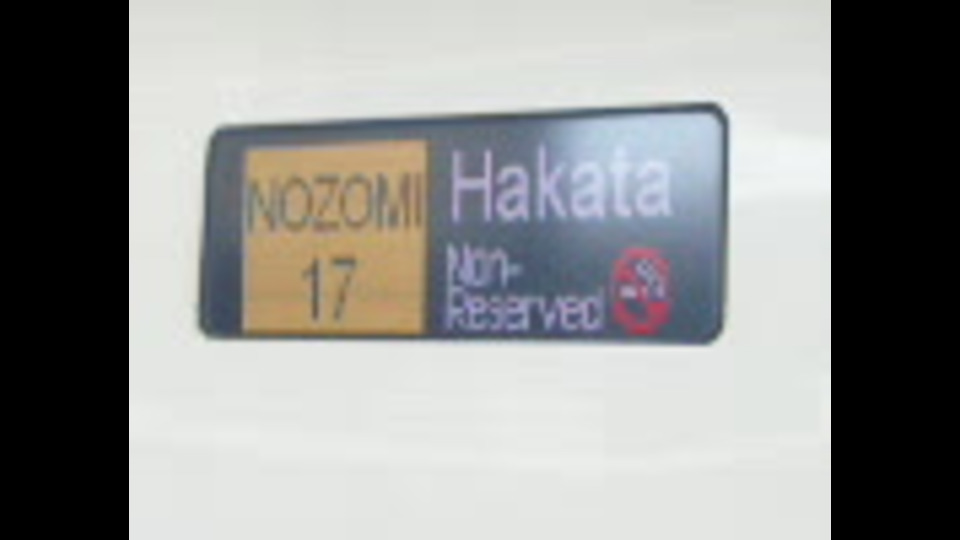 NOZOMI
17
Hakata
Non-
Reserved